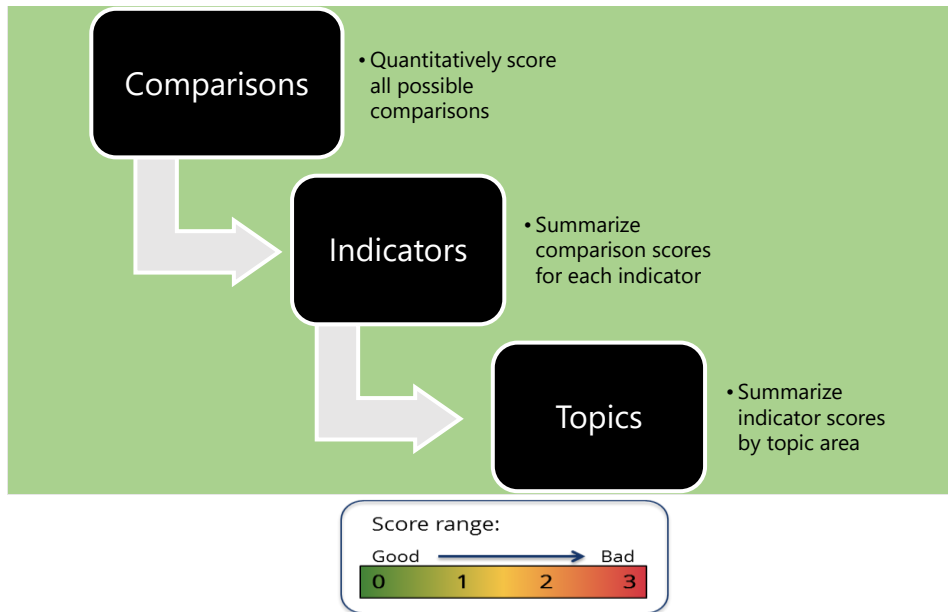 Comparisons
• Quantitatively score
all possible
comparisons
Indicators
• Summarize
comparison scores
for each indicator
Topics
• Summarize
indicator scores
by topic area
Score range:
Good Bad
0 1 2 3